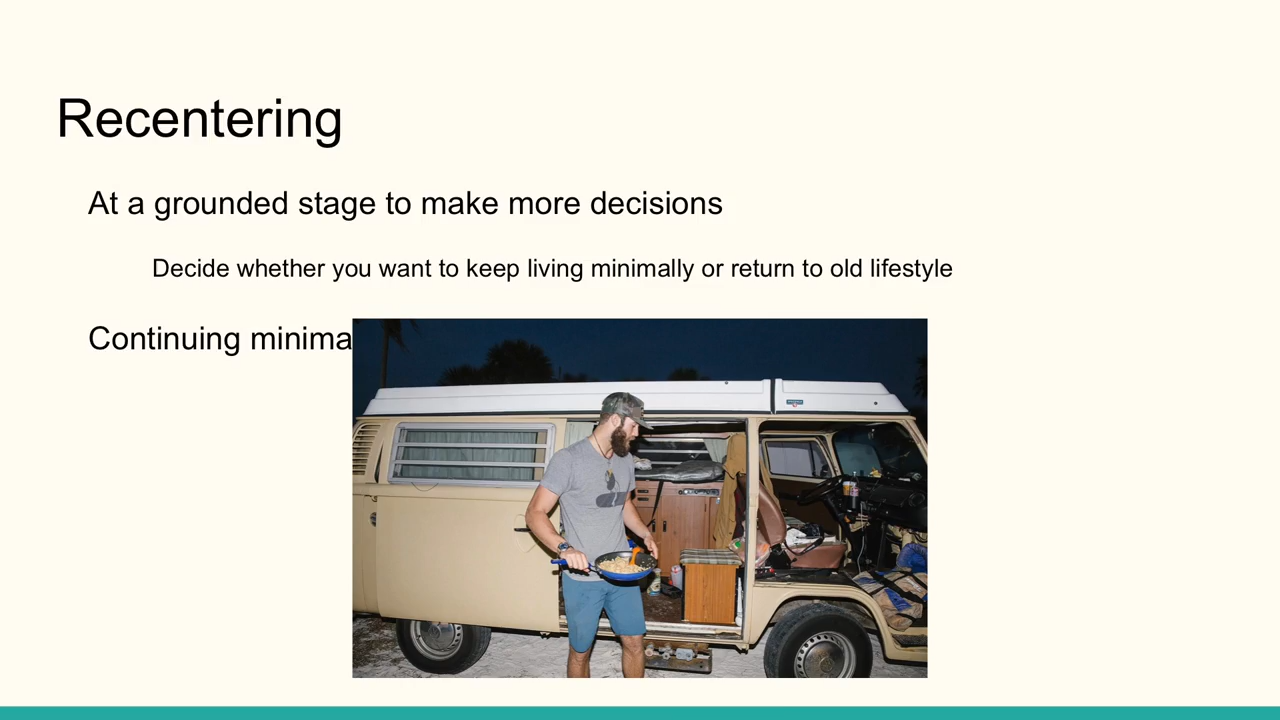 Recentering
At a grounded stage to make more decisions
Decide whether you want to keep living minimally or return to old lifestyle
Continuing minima